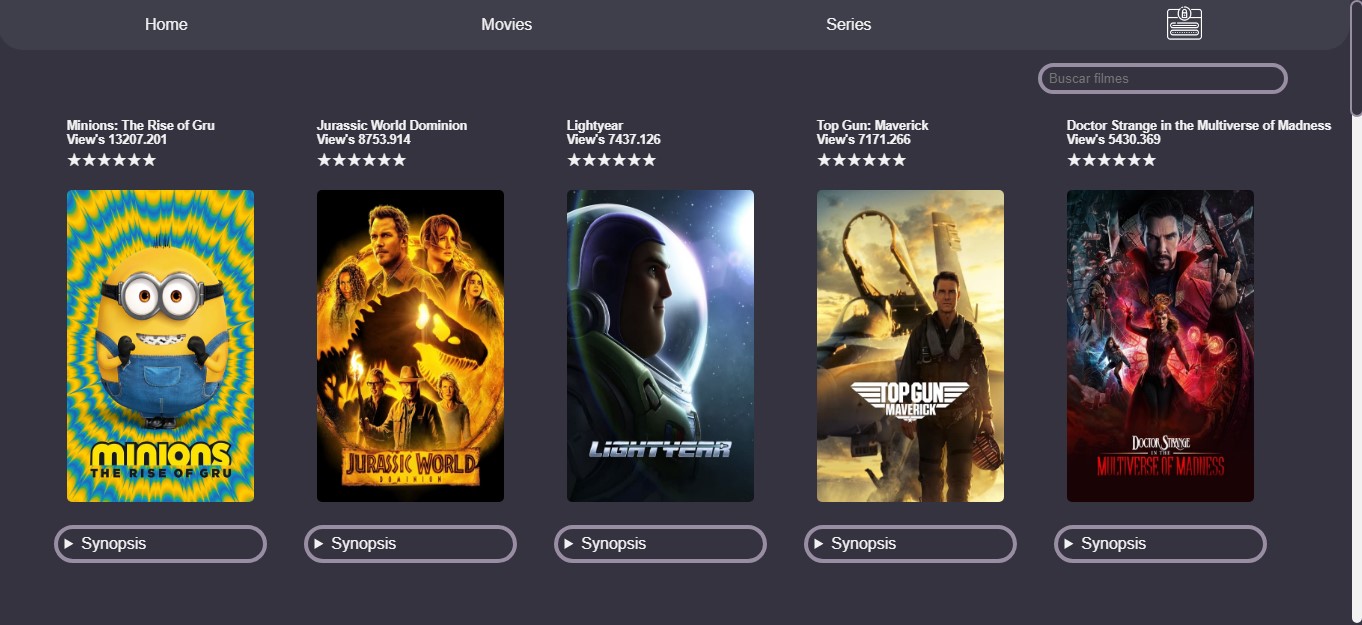 Home
Movies
Series
Buscar filmes
Minions: The Rise of Gru
View's 13207.201
Jurassic World Dominion
View's 8753.914
Lightyear
View's 7437.126
Top Gun: Maverick
View's 7171.266
Doctor Strange in the Multiverse of Madness
View's 5430.369
minions
THE RISE OF GRU
JURASSIC WORLD
DOMINION
LIGHTYEAR
TOP GUN
MAVERICK
DOCTOR STRANGE
IN THE
MULTIVERSE OF MADNESS
Synopsis
Synopsis
Synopsis
Synopsis
Synopsis